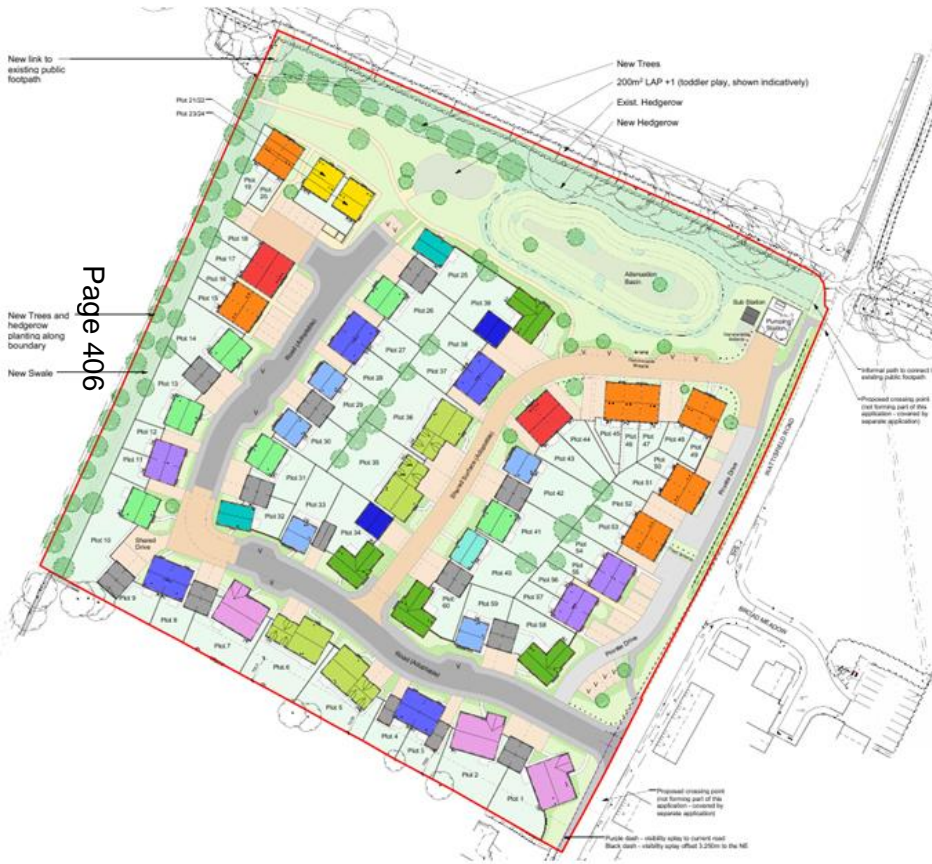 New link to
existing public
footpath
Plot 21/22
Plot 23/24
New Trees
200m² LAP +1 (toddler play, shown indicatively)
Exist. Hedgerow
New Hedgerow
Page 406
New Trees and
hedgerow
planting along
boundary
New Swale
Plot
19
Plot
20
Plot 18
Plot 17
Plot 16
Plot 15
Plot 14
Plot 13
Plot 12
Plot 11
Plot 10
Shared
Drive
Plot 9
Plot 8
Plot 7
Plot 6
Plot 5
Plot 4
Plot 3
Plot 2
Plot 1
Road (Adoptable)
Plot 25
Plot 26
Plot 27
Plot 28
Plot 29
Plot 30
Plot 31
Plot 32
Plot 33
Plot 34
Plot 35
Plot 36
Plot 37
Plot 38
Plot 39
Shared Surface (Adoptable)
Attenuation
Basin
Sub Station
Pumping
Station
Plot 44
Plot 45
Plot
46
Plot
47
Plot 48
Plot
49
Plot
50
Plot 43
Plot 51
Plot 42
Plot 52
Plot 53
Plot 41
Plot
54
Plot
55
Plot 56
Plot 57
Plot 58
Plot 59
Plot
60
Private Drive
Private Drive
Road (Adoptable)
WATTISFIELD ROAD
BROAD MEADOW
Informal path to connect
existing public footpath
Proposed crossing point
(not forming part of this
application - covered by
separate application)
Proposed crossing point
(not forming part of this
application - covered by
separate application)
Purple dash - visibility splay to current road
Black dash - visibility splay offset 3.250m to the NE